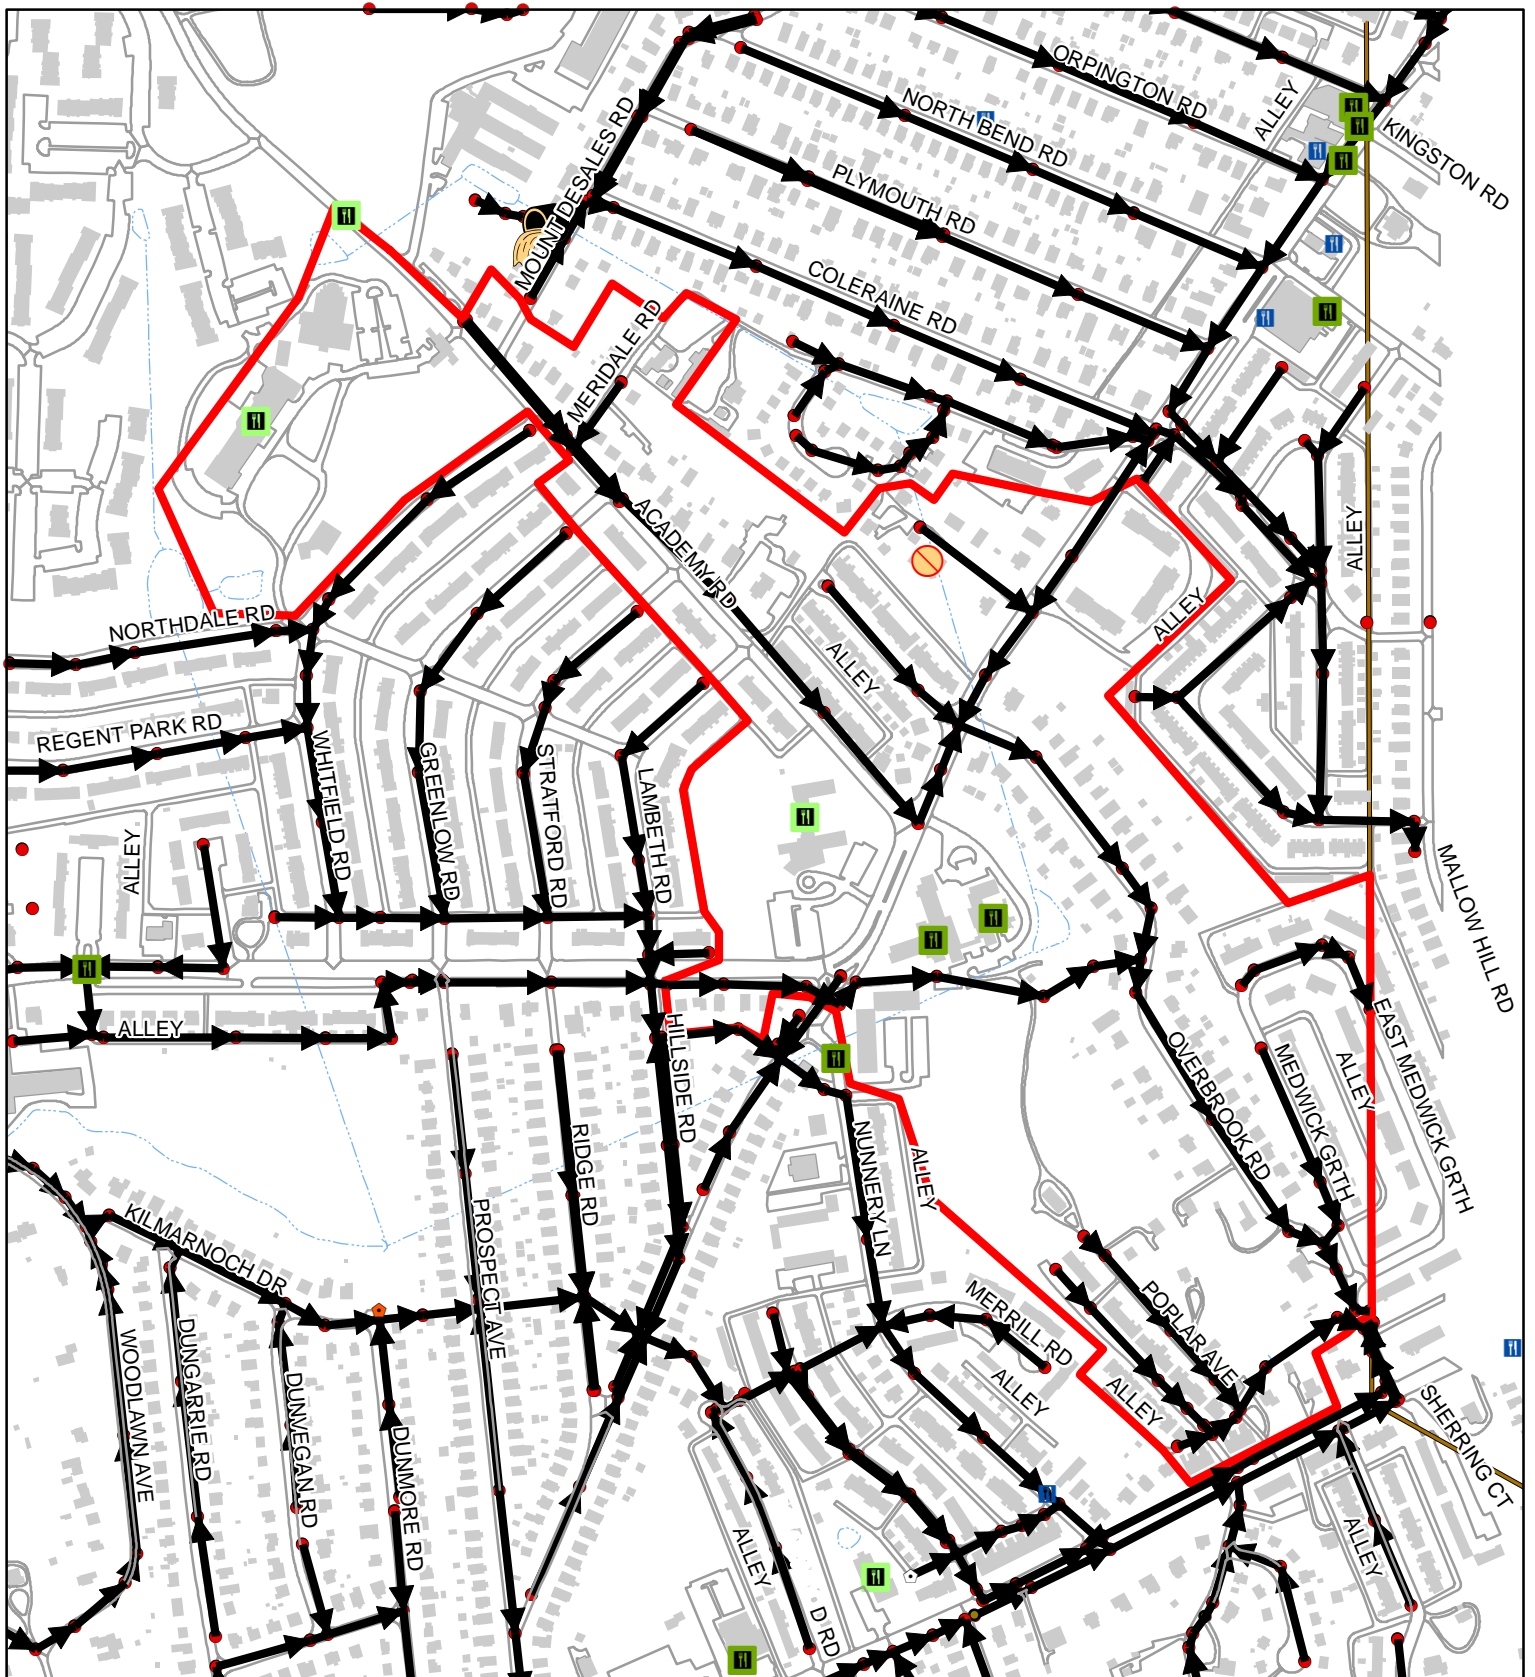 ORPINGTON RD
NORTH BEND RD
ALLEY
KINGSTON RD
MOUNT DESALES RD
PLYMOUTH RD
COLERAINE RD
MERIDALE RD
ACADEMY RD
ALLEY
NORTHDALE RD
ALLEY
ALLEY
REGENT PARK RD
WHITFIELD RD
GREENLOW RD
STRATFORD RD
LAMBETH RD
ALLEY
MALLOW HILL RD
ALLEY
HILLSIDE RD
EAST MEDWICK GRTH
MEDWICK GRTH
ALLEY
OVERBROOK RD
RIDGE RD
NUNNERY LN
ALLEY
PROSPECT AVE
KILMARNOCH DR
WOODLAWN AVE
DUNGARRIE RD
DUNVEGAN RD
DUNMORE RD
MERRILL RD
ALLEY
POPLAR AVE
ALLEY
SHERRING CT
ALLEY
ALLEY
D RD